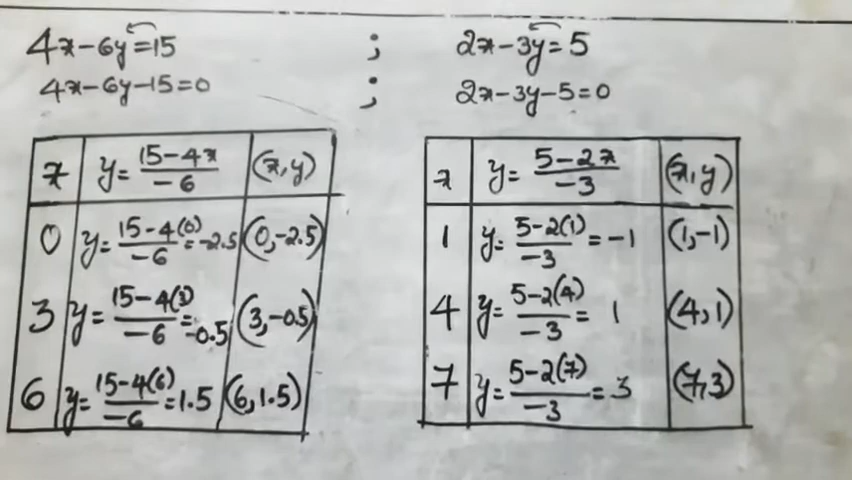 4x-6y=15 ; 2x-3y=5
4x-6y-15=0 ; 2x-3y-5=0
x y=15-4x/-6 (x,y)
0 y=15-4(0)/-6=-2.5 (0,-2.5)
3 y=15-4(3)/-6=-0.5 (3,-0.5)
6 y=15-4(6)/-6=1.5 (6,1.5)
x y=5-2x/-3 (x,y)
1 y=5-2(1)/-3=-1 (1,-1)
4 y=5-2(4)/-3=1 (4,1)
7 y=5-2(7)/-3=3 (7,3)